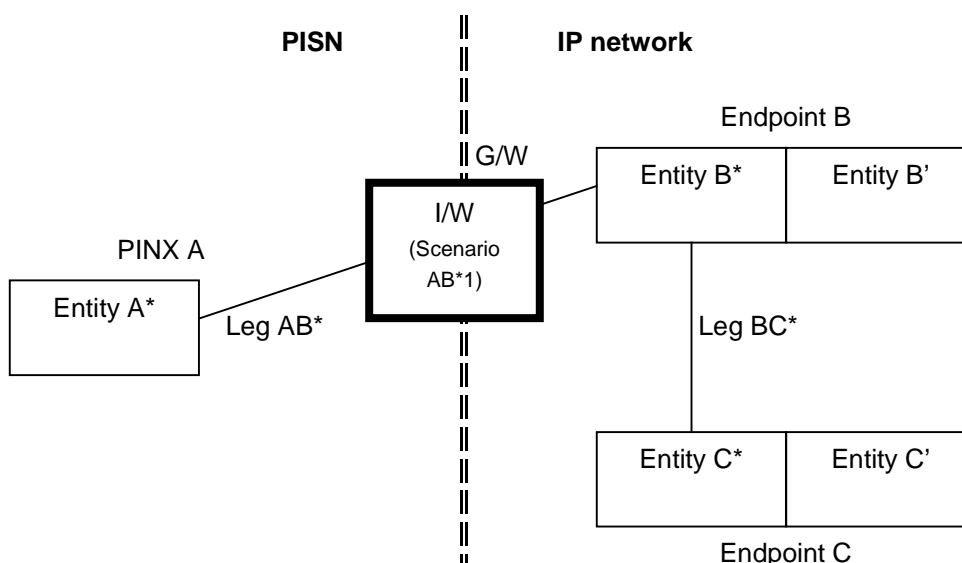 PISN
IP network
Endpoint B
G/W
Entity B*
Entity B’
I/W
(Scenario
AB*1)
PINX A
Entity A*
Leg AB*
Leg BC*
Entity C*
Entity C’
Endpoint C